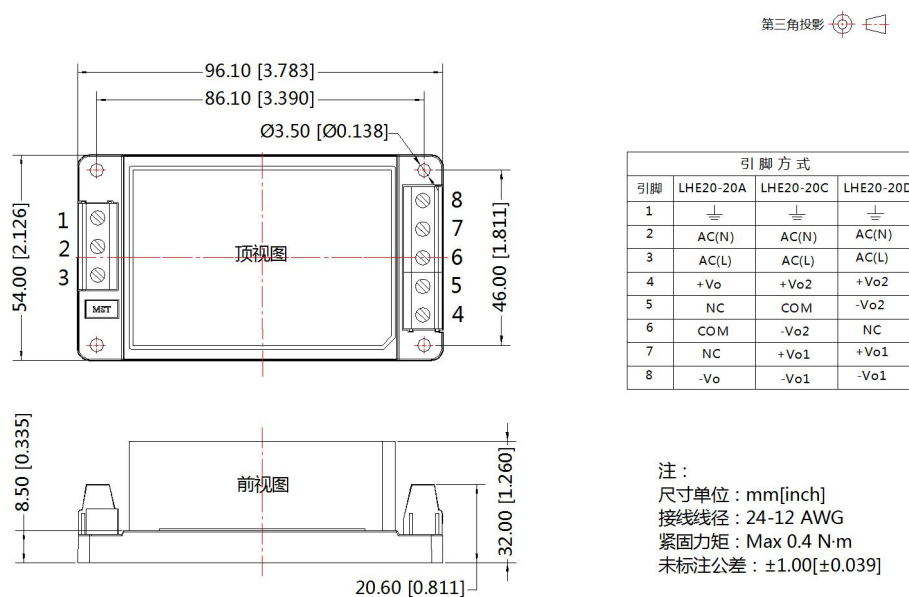 第三角投影
96.10 [3.783]
86.10 [3.390]
Ø3.50 [Ø0.138]
54.00 [2.126]
46.00 [1.811]
1
2
3
MST
顶视图
8
7
6
5
4
引脚方式
引脚 LHE20-20A LHE20-20C LHE20-20D
1
2 AC(N) AC(N) AC(N)
3 AC(L) AC(L) AC(L)
4 +Vo +Vo2 +Vo2
5 NC COM -Vo2
6 COM -Vo2 NC
7 NC +Vo1 +Vo1
8 -Vo -Vo1 -Vo1
8.50 [0.335]
前视图
32.00 [1.260]
20.60 [0.811]
注：
尺寸单位：mm[inch]
接线线径：24-12 AWG
紧固力矩：Max 0.4 N·m
未标注公差：±1.00[±0.039]